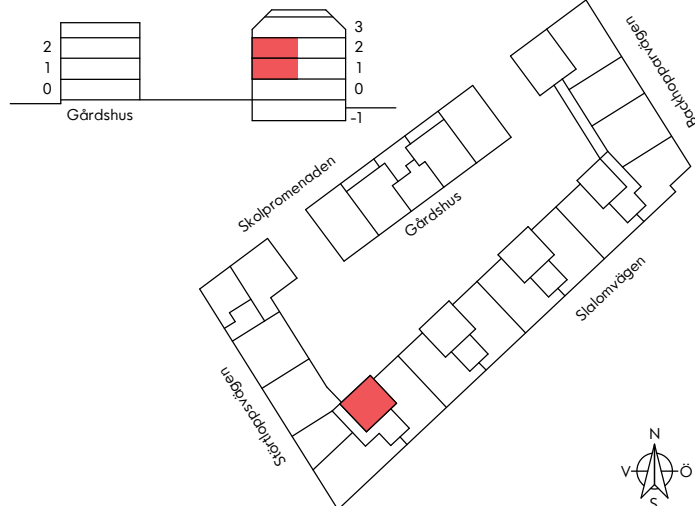 3
2
2
1
1
0
0
-1
Gårdshus
Backhopparvägen
Skolpromenaden
Gårdshus
Slalomvägen
Störtloppsvägen
N
V
Ö
S